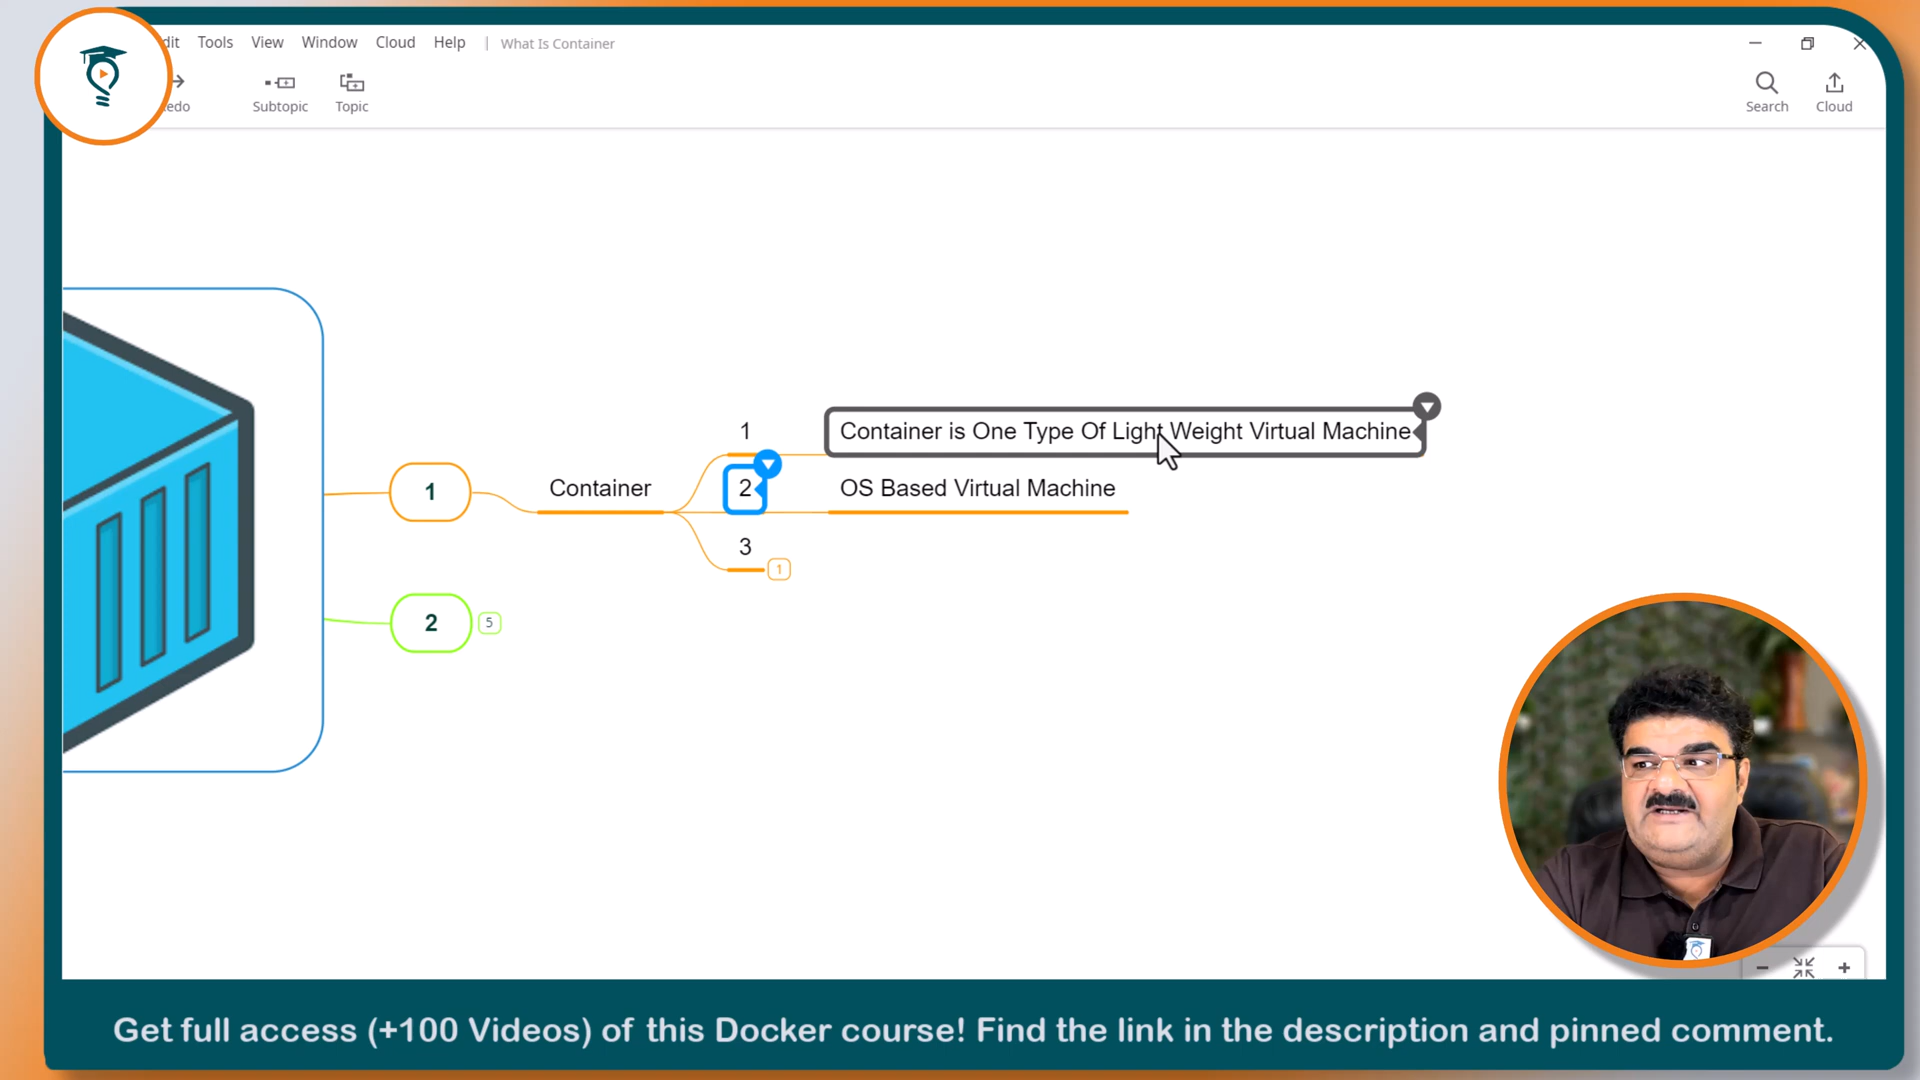 dit Tools View Window Cloud Help | What Is Container
edo Subtopic Topic Search Cloud
1 Container is One Type Of Light Weight Virtual Machine
1 Container 2 OS Based Virtual Machine
3 1
2 5
Get full access (+100 Videos) of this Docker course! Find the link in the description and pinned comment.